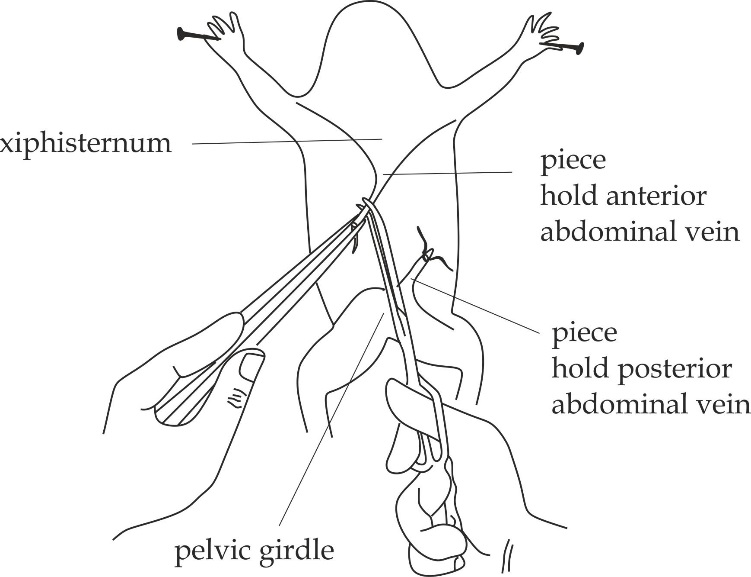 xiphisternum
piece
hold anterior
abdominal vein
piece
hold posterior
abdominal vein
pelvic girdle